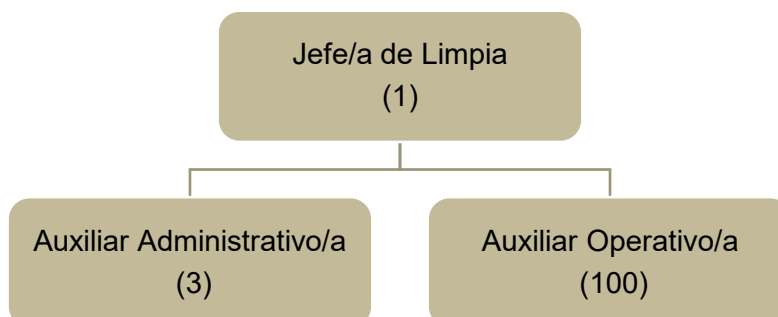 Jefe/a de Limpia
(1)
Auxiliar Administrativo/a
(3)
Auxiliar Operativo/a
(100)